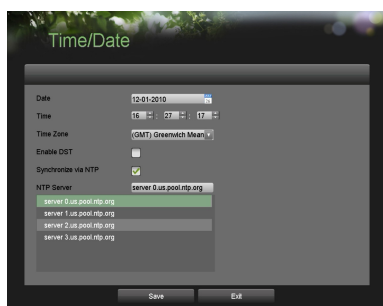 Time/Date
Date 12-01-2010
Time 16 : 27 : 17
Time Zone (GMT) Greenwich Mean
Enable DST
Synchronize via NTP
NTP Server server 0.us.pool.ntp.org
server 0.us.pool.ntp.org
server 1.us.pool.ntp.org
server 2.us.pool.ntp.org
server 3.us.pool.ntp.org
Save Exit